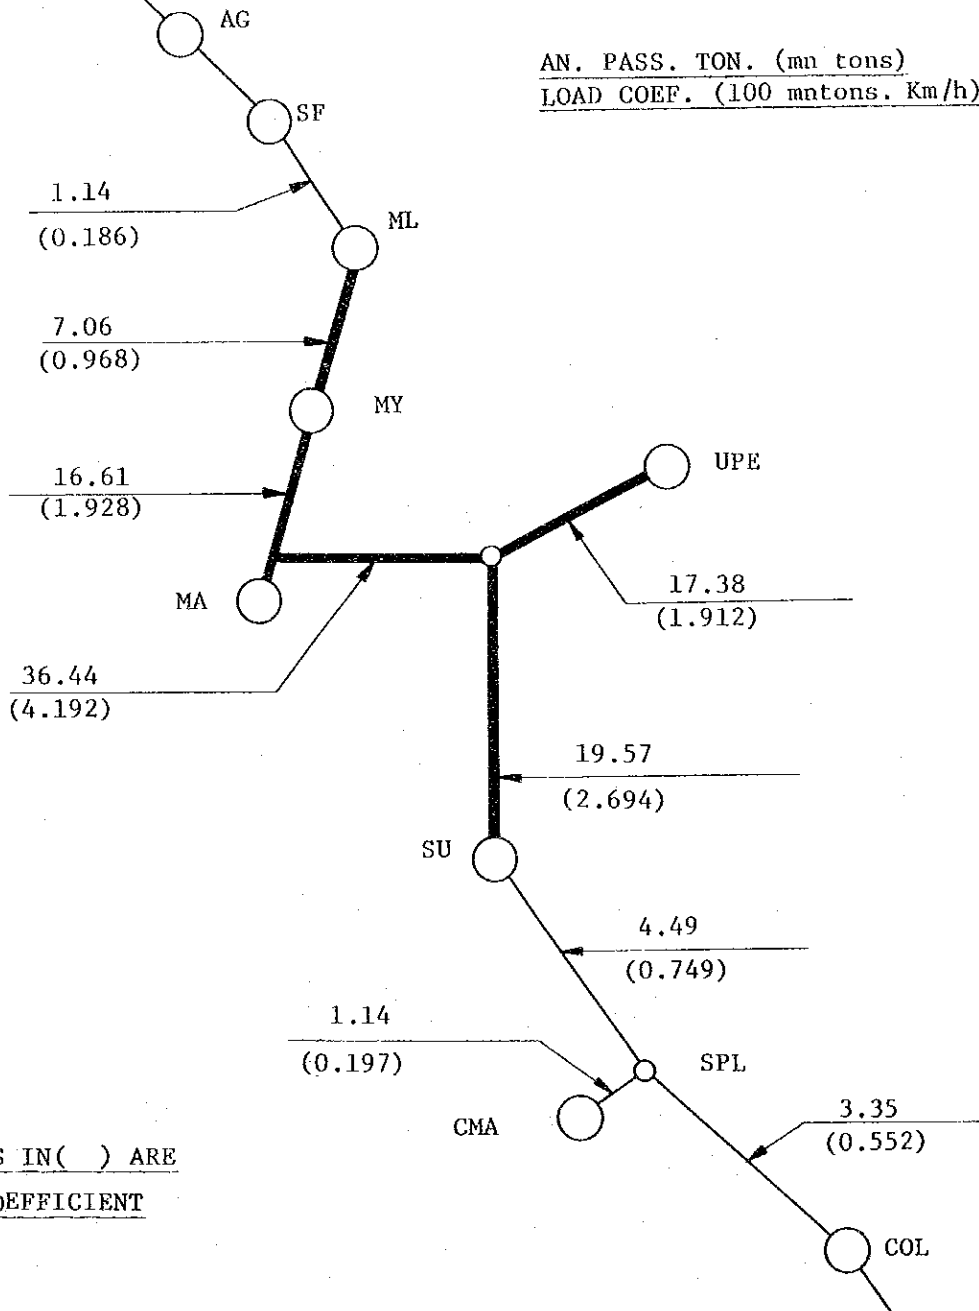 AG
AN. PASS. TON. (mn tons)
LOAD COEF. (100 mntons. Km/h)
SF
1.14
(0.186)
ML
7.06
(0.968)
MY
UPE
16.61
(1.928)
17.38
(1.912)
MA
36.44
(4.192)
19.57
(2.694)
SU
4.49
(0.749)
1.14
(0.197)
SPL
CMA
3.35
(0.552)
S IN( ) ARE
OEFFICIENT
COL